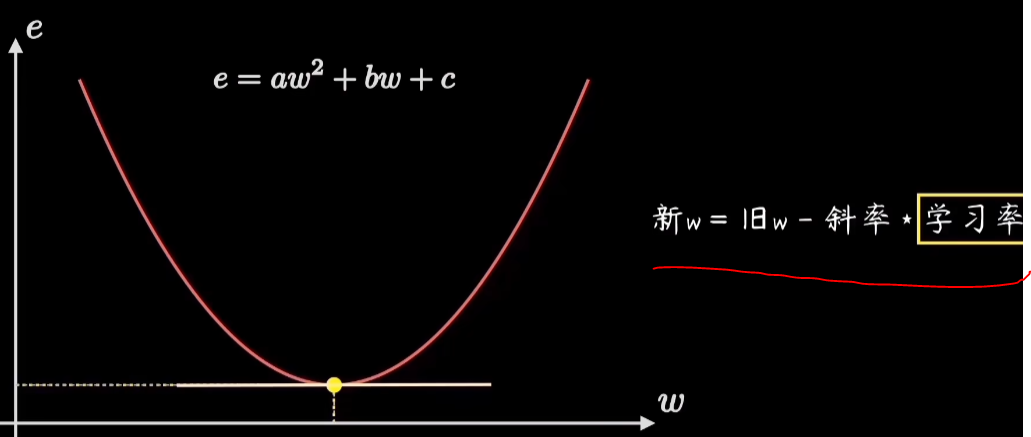 e
e = aw² + bw + c
新w = 旧w - 斜率 * 学习率
w